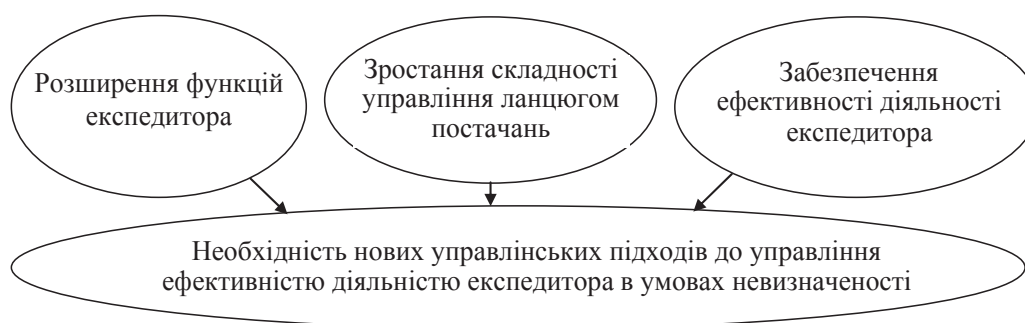 Розширення функцій
експедитора
Зростання складності
управління ланцюгом
постачань
Забезпечення
ефективності діяльності
експедитора
Необхідність нових управлінських підходів до управління
ефективністю діяльністю експедитора в умовах невизначеності